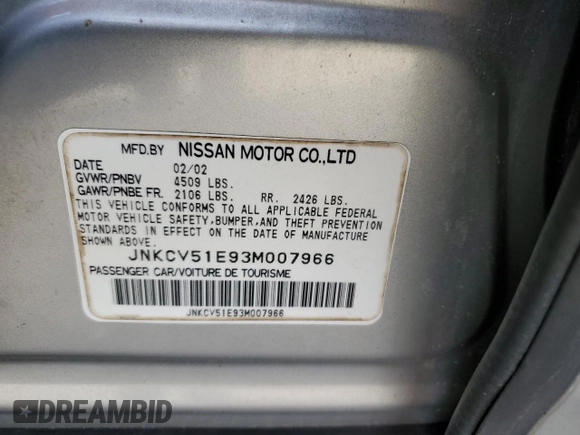 MFD.BY NISSAN MOTOR CO.,LTD
DATE 02/02
GVWR/PNBV 4509 LBS.
GAWR/PNBE FR. 2106 LBS. RR. 2426 LBS.
THIS VEHICLE CONFORMS TO ALL APPLICABLE FEDERAL
MOTOR VEHICLE SAFETY,BUMPER,AND THEFT PREVENTION
STANDARDS IN EFFECT ON THE DATE OF MANUFACTURE
SHOWN ABOVE.
JNKCV51E93M007966
PASSENGER CAR/VOITURE DE TOURISME
JNKCV51E93M007966
DREAMBID